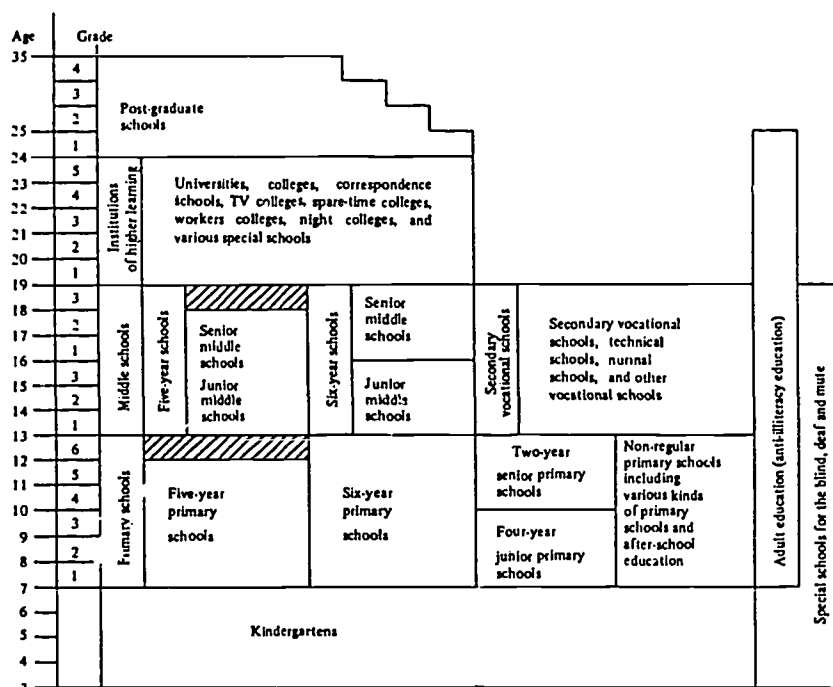 Age
Grade
35
25
24
23
22
21
20
19
18
17
16
15
14
13
12
11
10
9
8
7
6
5
4
4
3
2
1
5
4
3
2
1
3
2
1
3
2
1
6
5
4
3
2
1
Post-graduate
schools
Institutions
of higher learning
Universities, colleges, correspondence
schools, TV colleges, spare-time colleges,
workers colleges, night colleges, and
various special schools
Middle schools
Five-year schools
Senior
middle
schools
Junior
middle
schools
Six-year schools
Senior
middle
schools
Junior
middle
schools
Secondary
vocational schools
Secondary vocational
schools, technical
schools, nurmal
schools, and other
vocational schools
Primary schools
Five-year
primary
schools
Six-year
primary
schools
Two-year
senior primary
schools
Four-year
junior primary
schools
Non-regular
primary schools
including
various kinds
of primary
schools and
after-school
education
Adult education (anti-illiteracy education)
Special schools for the blind, deaf and mute
Kindergartens